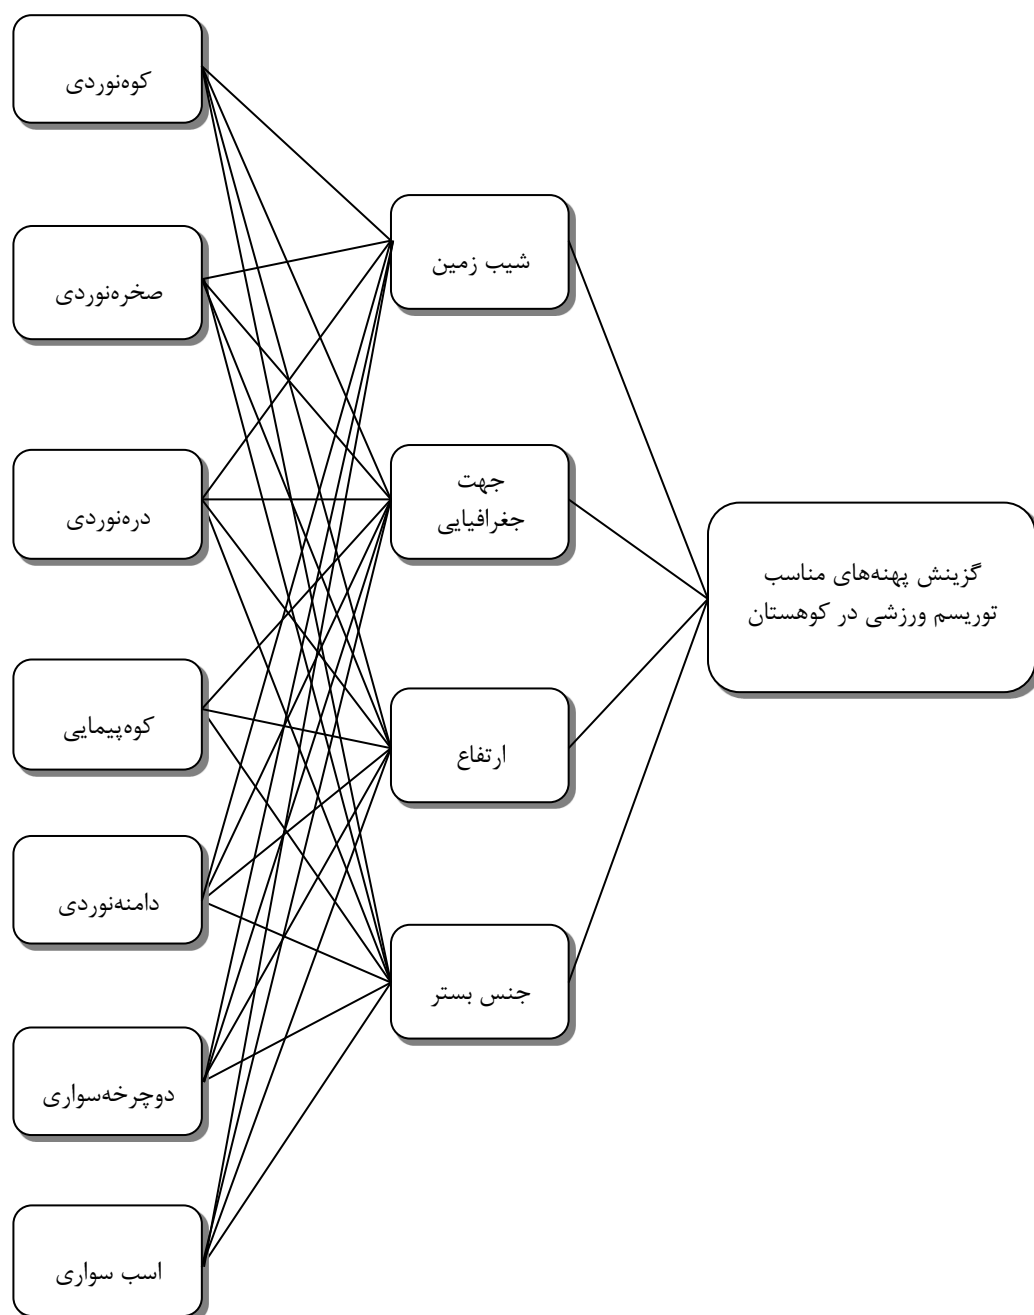 کوه‌نوردی
صخره‌نوردی
دره‌نوردی
کوه‌پیمایی
دامنه‌نوردی
دوچرخه‌سواری
اسب سواری
شیب زمین
جهت
جغرافیایی
ارتفاع
جنس بستر
گزینش پهنه‌های مناسب
توریسم ورزشی در کوهستان